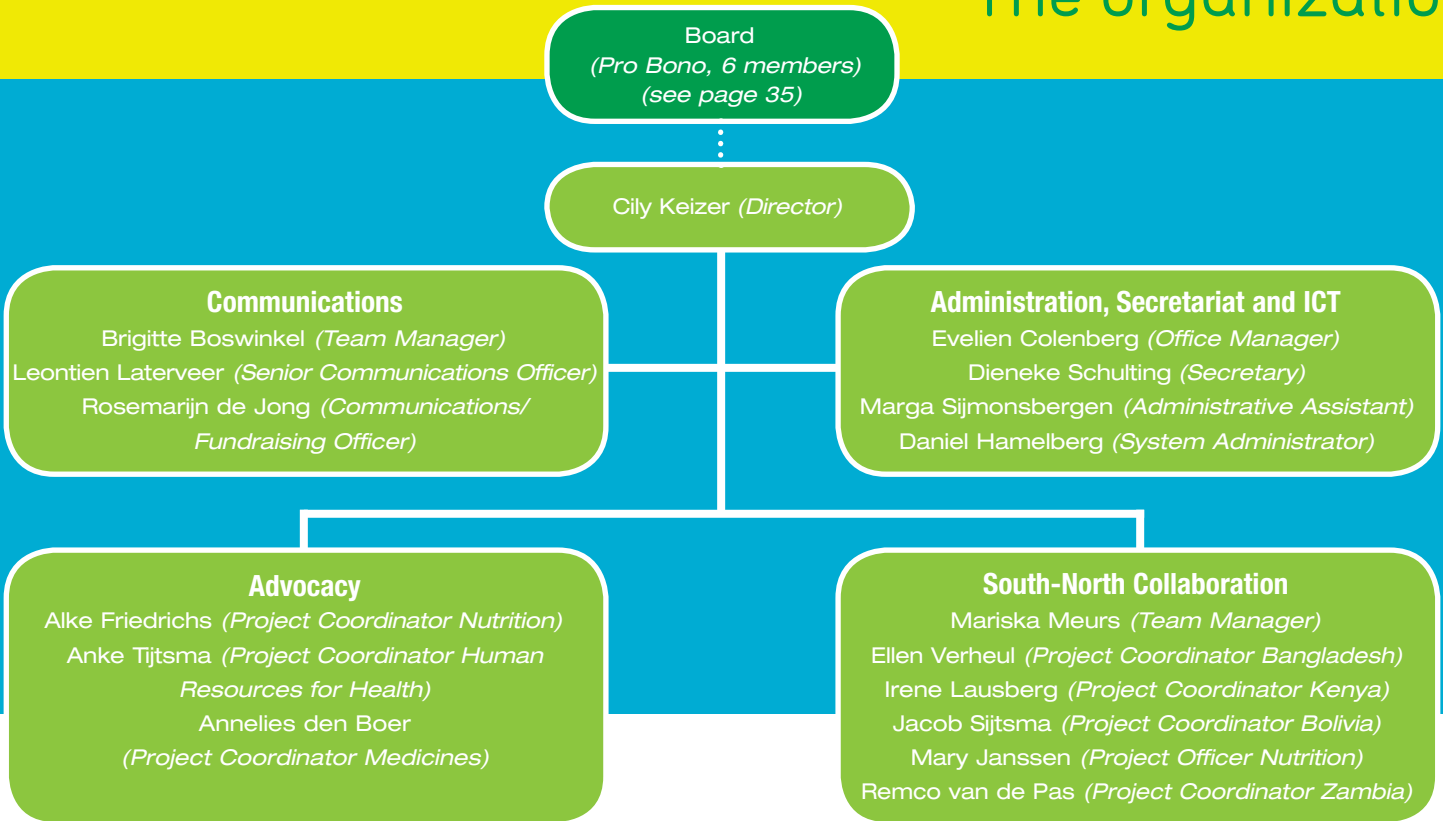 The organizatio
Board
(Pro Bono, 6 members)
(see page 35)
Cily Keizer (Director)
Communications
Brigitte Boswinkel (Team Manager)
Leontien Laterveer (Senior Communications Officer)
Rosemarijn de Jong (Communications/
Fundraising Officer)
Administration, Secretariat and ICT
Evelien Colenberg (Office Manager)
Dieneke Schulting (Secretary)
Marga Sijmonsbergen (Administrative Assistant)
Daniel Hamelberg (System Administrator)
Advocacy
Alke Friedrichs (Project Coordinator Nutrition)
Anke Tijtsma (Project Coordinator Human
Resources for Health)
Annelies den Boer
(Project Coordinator Medicines)
South-North Collaboration
Mariska Meurs (Team Manager)
Ellen Verheul (Project Coordinator Bangladesh)
Irene Lausberg (Project Coordinator Kenya)
Jacob Sijtsma (Project Coordinator Bolivia)
Mary Janssen (Project Officer Nutrition)
Remco van de Pas (Project Coordinator Zambia)